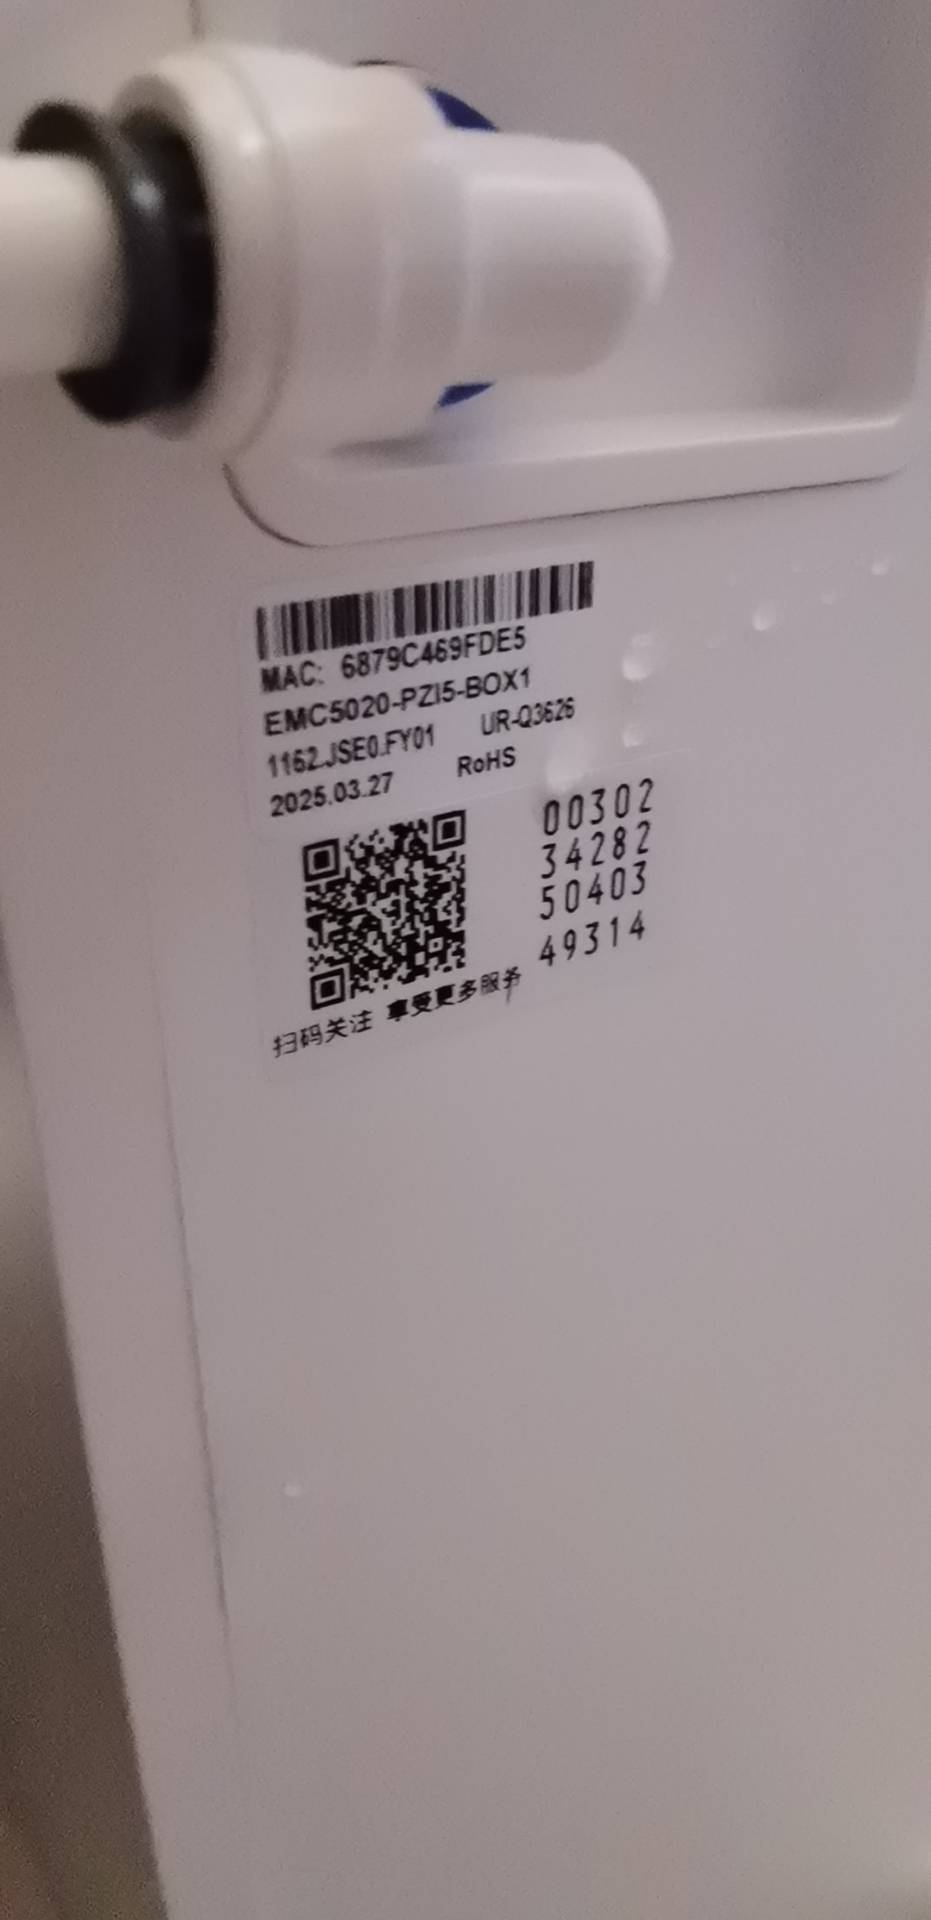 MAC: 6879C469FDE5
EMC5020-PZI5-BOX1
1162.JSE0.FY01 UR-Q3626
2025.03.27 RoHS
00302
34282
50403
49314
扫码关注 享受更多服务